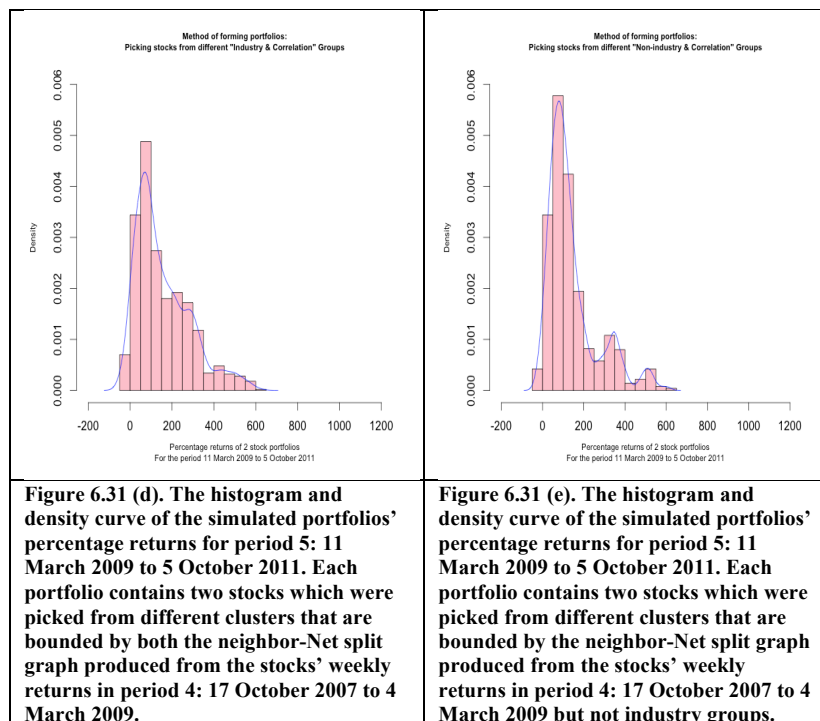 Method of forming portfolios:
Picking stocks from different "Industry & Correlation" Groups
0.006
0.005
0.004
0.003
0.002
0.001
0.000
Density
-200 0 200 400 600 800 1000 1200
Percentage returns of 2 stock portfolios
For the period 11 March 2009 to 5 October 2011
Figure 6.31 (d). The histogram and
density curve of the simulated portfolios’
percentage returns for period 5: 11
March 2009 to 5 October 2011. Each
portfolio contains two stocks which were
picked from different clusters that are
bounded by both the neighbor-Net split
graph produced from the stocks’ weekly
returns in period 4: 17 October 2007 to 4
March 2009.
Method of forming portfolios:
Picking stocks from different "Non-industry & Correlation" Groups
0.006
0.005
0.004
0.003
0.002
0.001
0.000
Density
-200 0 200 400 600 800 1000 1200
Percentage returns of 2 stock portfolios
For the period 11 March 2009 to 5 October 2011
Figure 6.31 (e). The histogram and
density curve of the simulated portfolios’
percentage returns for period 5: 11
March 2009 to 5 October 2011. Each
portfolio contains two stocks which were
picked from different clusters that are
bounded by the neighbor-Net split graph
produced from the stocks’ weekly
returns in period 4: 17 October 2007 to 4
March 2009 but not industry groups.